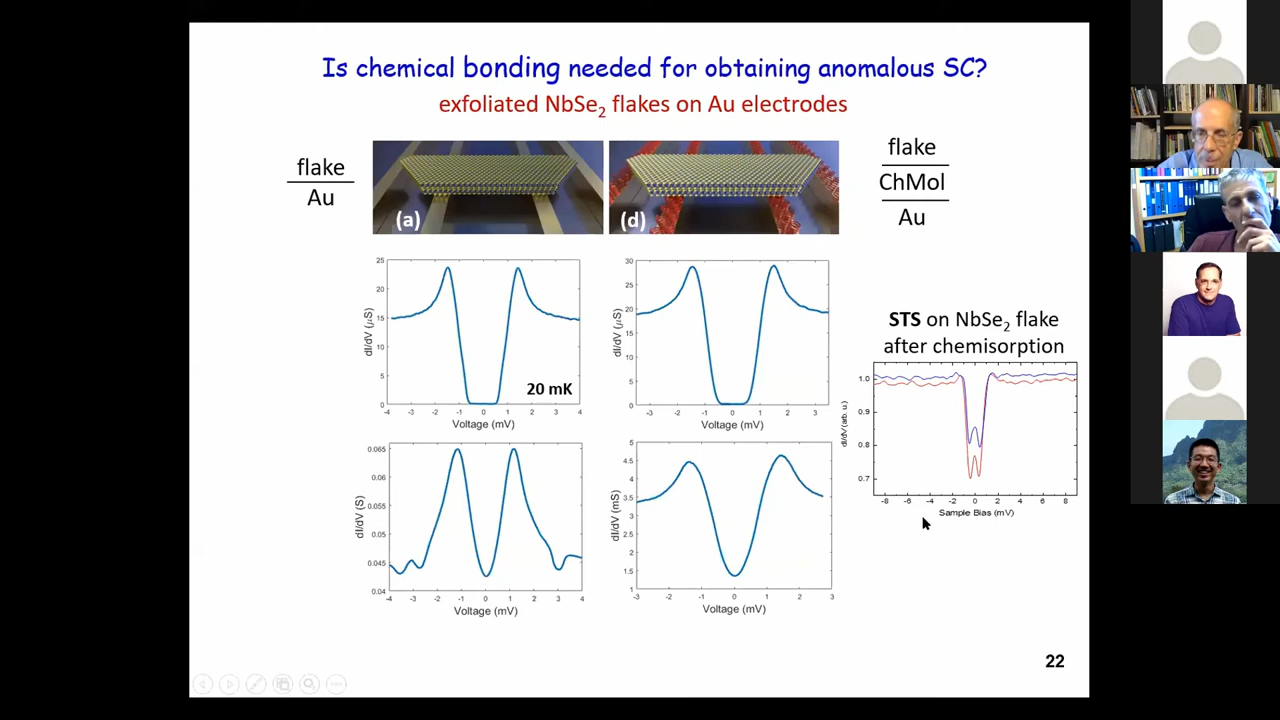 Is chemical bonding needed for obtaining anomalous SC?
exfoliated NbSe₂ flakes on Au electrodes
flake
Au
(a)
(d)
flake
ChMol
Au
25
20
15
10
5
0
dI/dV (μS)
20 mK
-4 -3 -2 -1 0 1 2 3 4
Voltage (mV)
30
25
20
15
10
5
0
dI/dV (μS)
-3 -2 -1 0 1 2 3
Voltage (mV)
STS on NbSe₂ flake
after chemisorption
1.0
0.9
0.8
0.7
dI/dV (arb. u.)
-8 -6 -4 -2 0 2 4 6 8
Sample Bias (mV)
0.065
0.06
0.055
0.05
0.045
0.04
dI/dV (S)
-4 -3 -2 -1 0 1 2 3 4
Voltage (mV)
5
4.5
4
3.5
3
2.5
2
1.5
1
dI/dV (mS)
-3 -2 -1 0 1 2 3
Voltage (mV)
22